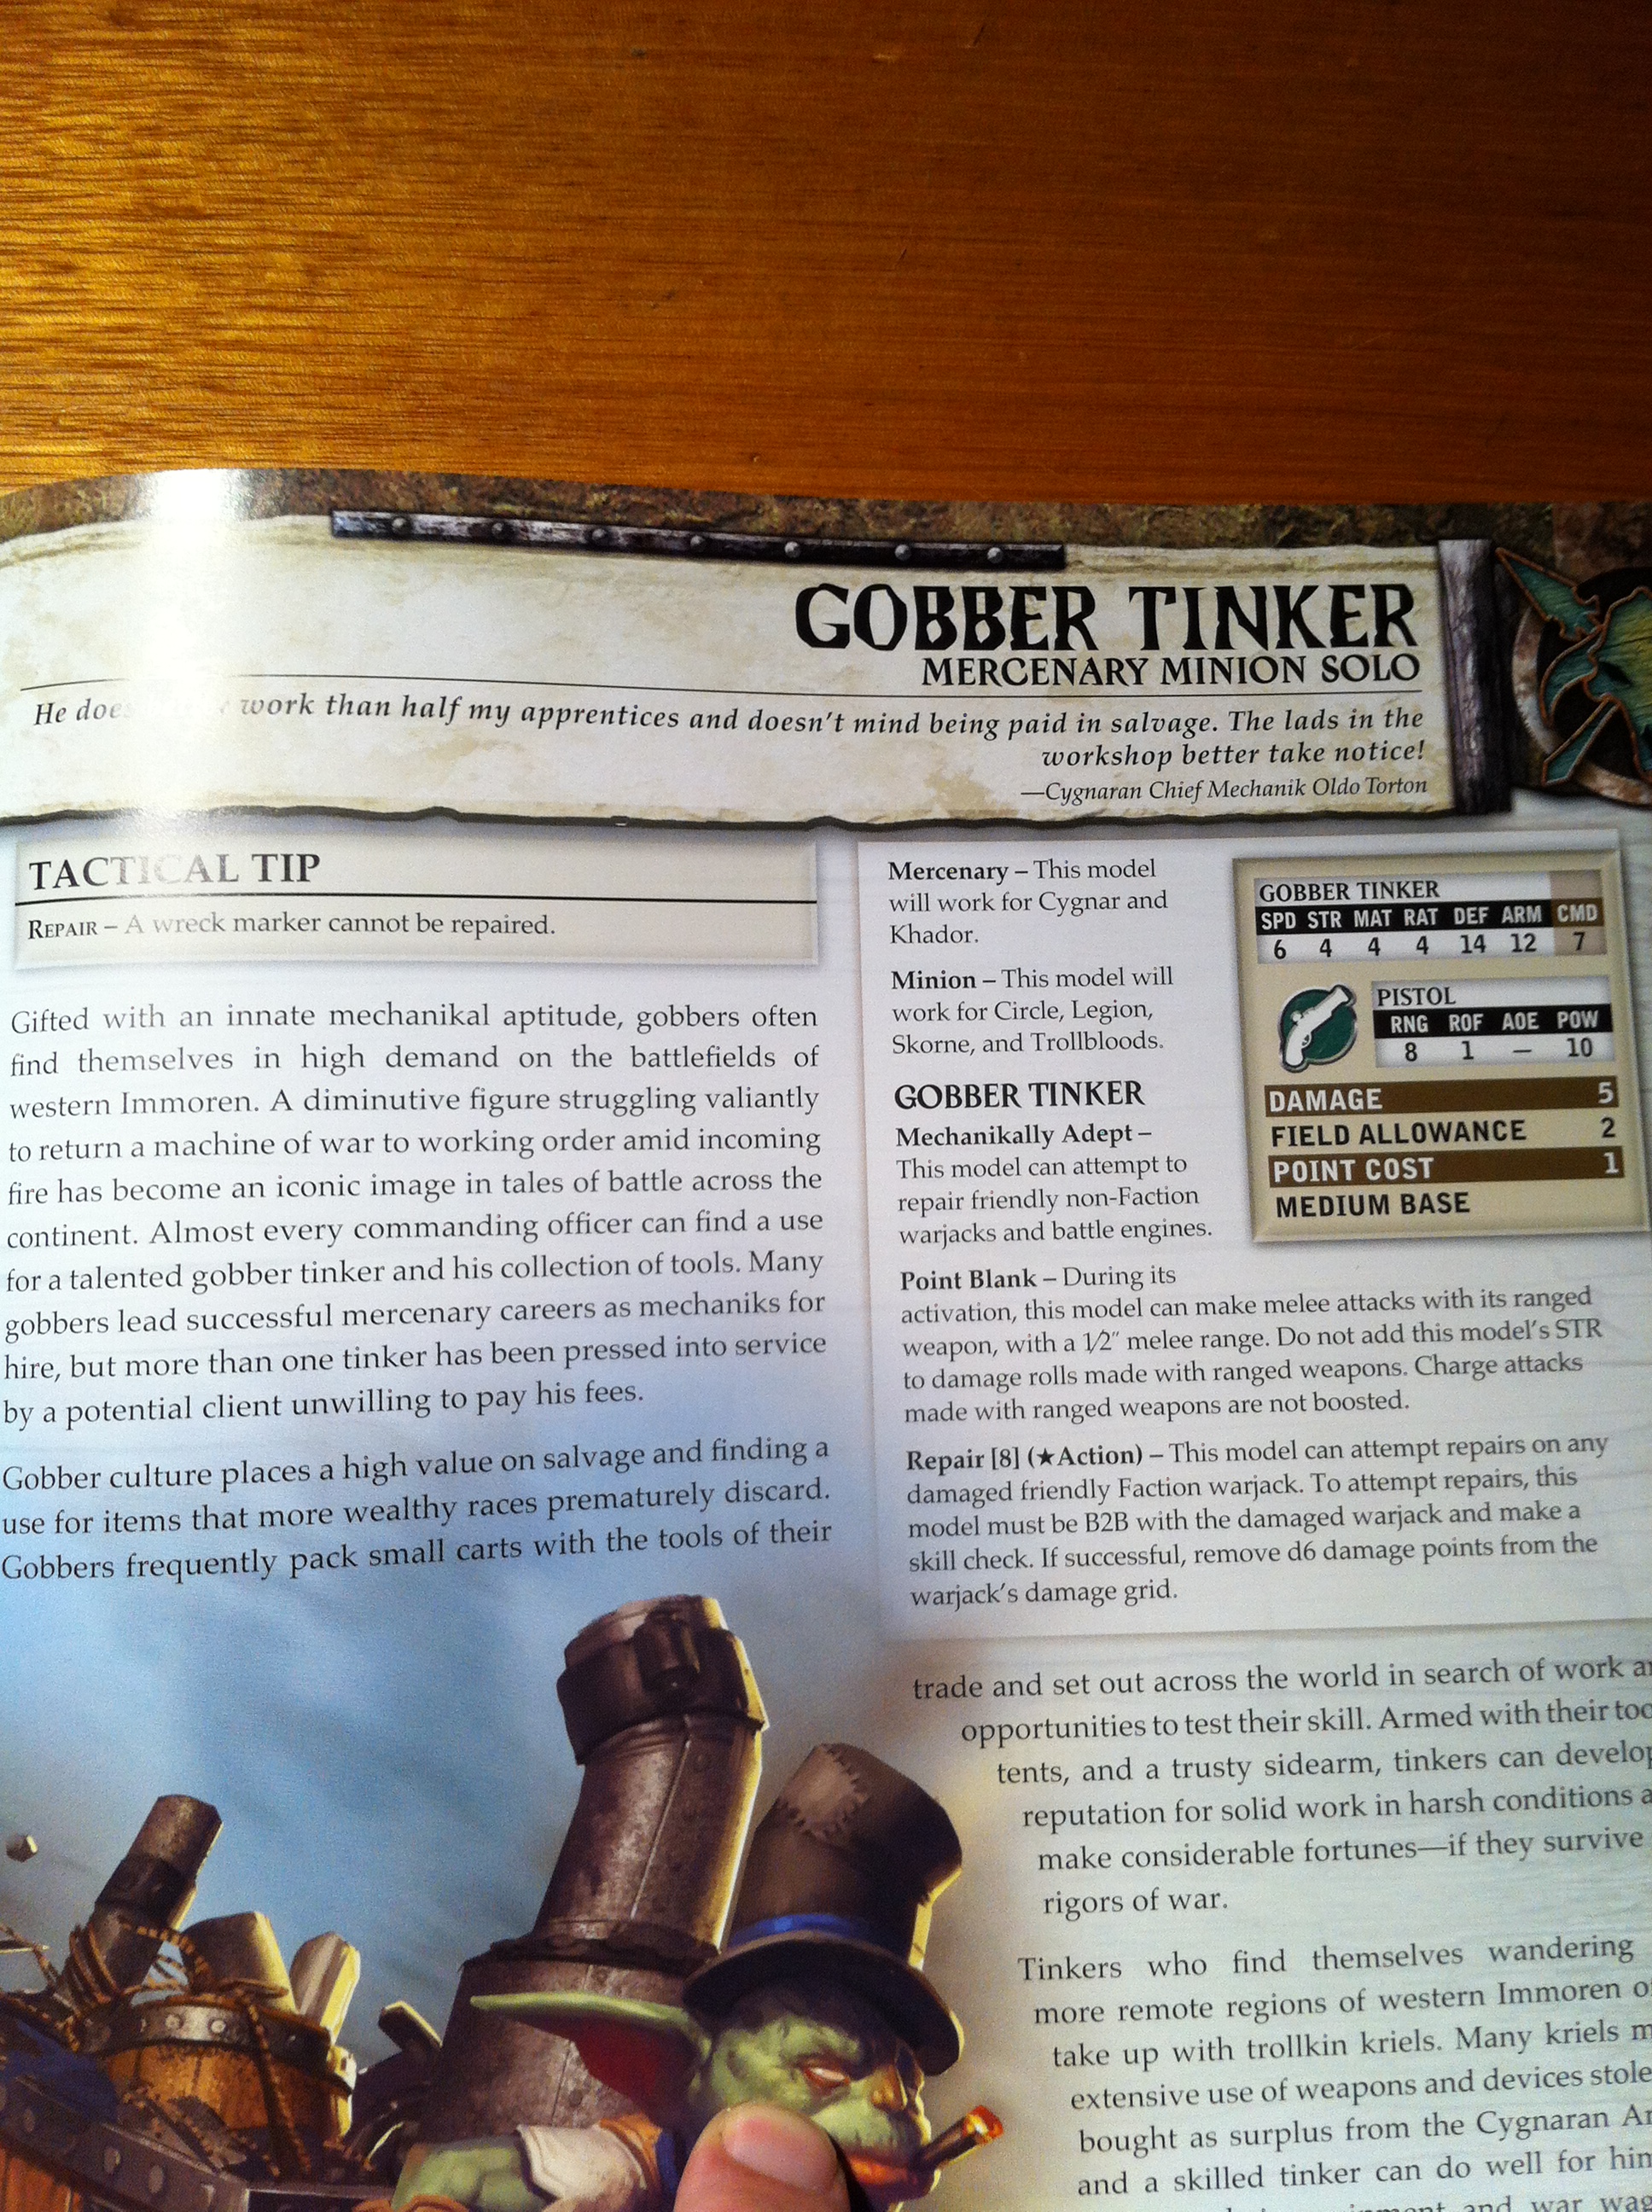 GOBBER TINKER
MERCENARY MINION SOLO
He does work than half my apprentices and doesn't mind being paid in salvage. The lads in the
workshop better take notice!
—Cygnaran Chief Mechanik Oldo Torton
TACTICAL TIP
REPAIR – A wreck marker cannot be repaired.
Gifted with an innate mechanikal aptitude, gobbers often
find themselves in high demand on the battlefields of
western Immoren. A diminutive figure struggling valiantly
to return a machine of war to working order amid incoming
fire has become an iconic image in tales of battle across the
continent. Almost every commanding officer can find a use
for a talented gobber tinker and his collection of tools. Many
gobbers lead successful mercenary careers as mechaniks for
hire, but more than one tinker has been pressed into service
by a potential client unwilling to pay his fees.
Gobber culture places a high value on salvage and finding a
use for items that more wealthy races prematurely discard.
Gobbers frequently pack small carts with the tools of their
Mercenary – This model
will work for Cygnar and
Khador.
Minion – This model will
work for Circle, Legion,
Skorne, and Trollbloods.
GOBBER TINKER
Mechanikally Adept –
This model can attempt to
repair friendly non-Faction
warjacks and battle engines.
Point Blank – During its
activation, this model can make melee attacks with its ranged
weapon, with a 1/2″ melee range. Do not add this model's STR
to damage rolls made with ranged weapons. Charge attacks
made with ranged weapons are not boosted.
Repair [8] (★Action) – This model can attempt repairs on any
damaged friendly Faction warjack. To attempt repairs, this
model must be B2B with the damaged warjack and make a
skill check. If successful, remove d6 damage points from the
warjack's damage grid.
GOBBER TINKER
SPD STR MAT RAT DEF ARM CMD
6 4 4 4 14 12 7
PISTOL
RNG ROF AOE POW
8 1 — 10
DAMAGE 5
FIELD ALLOWANCE 2
POINT COST 1
MEDIUM BASE
trade and set out across the world in search of work
opportunities to test their skill. Armed with their
tents, and a trusty sidearm, tinkers can develop
reputation for solid work in harsh conditions
make considerable fortunes—if they survive
rigors of war.
Tinkers who find themselves wandering
more remote regions of western Immoren
take up with trollkin kriels. Many kriels
extensive use of weapons and devices
bought as surplus from the Cygnaran
and a skilled tinker can do well for
and war